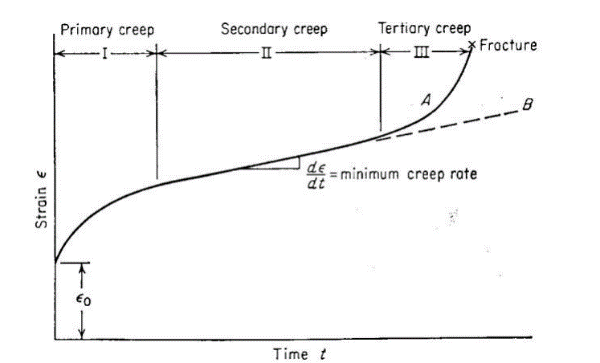 Primary creep
Secondary creep
Tertiary creep
I
II
III
Fracture
A
B
dϵ/dt = minimum creep rate
Strain ϵ
ϵ0
Time t